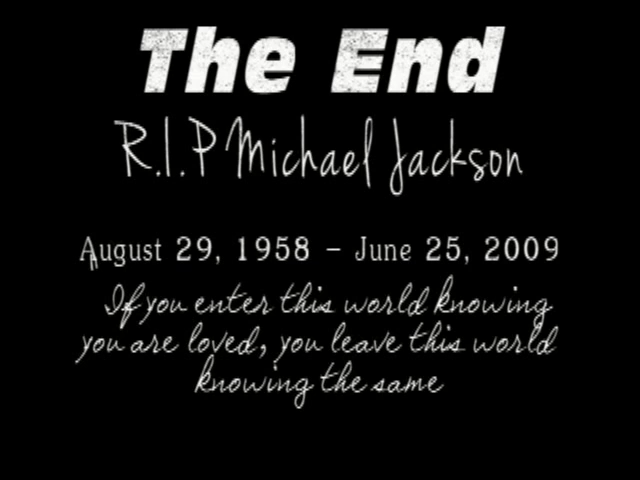 The End
R.I.P Michael Jackson
August 29, 1958 - June 25, 2009
If you enter this world knowing
you are loved, you leave this world
knowing the same